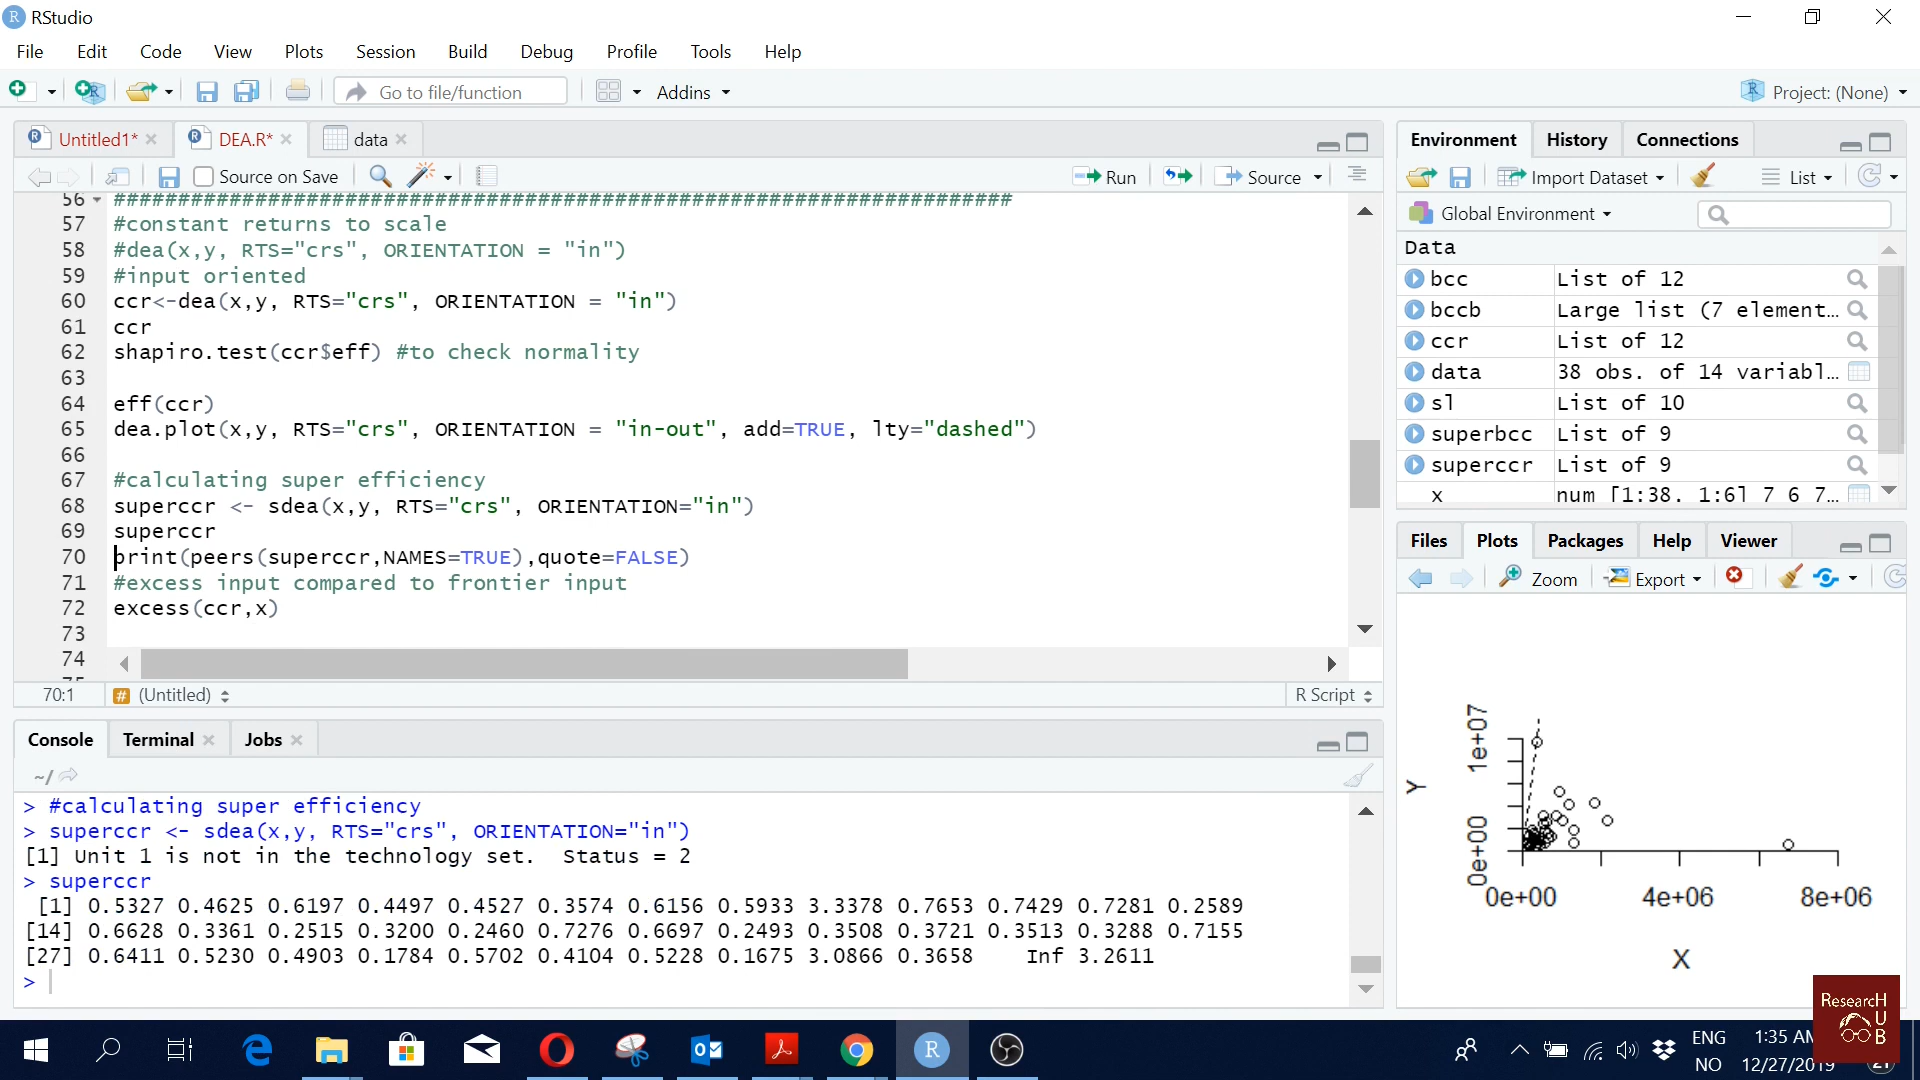 RStudio
File Edit Code View Plots Session Build Debug Profile Tools Help
Go to file/function Addins Project: (None)
Untitled1* DEA.R* data
Source on Save Run Source
56 ######################################################################
57 #constant returns to scale
58 #dea(x,y, RTS="crs", ORIENTATION = "in")
59 #input oriented
60 ccr<-dea(x,y, RTS="crs", ORIENTATION = "in")
61 ccr
62 shapiro.test(ccr$eff) #to check normality
63
64 eff(ccr)
65 dea.plot(x,y, RTS="crs", ORIENTATION = "in-out", add=TRUE, lty="dashed")
66
67 #calculating super efficiency
68 superccr <- sdea(x,y, RTS="crs", ORIENTATION="in")
69 superccr
70 print(peers(superccr,NAMES=TRUE),quote=FALSE)
71 #excess input compared to frontier input
72 excess(ccr,x)
73
74
70:1 # (Untitled) R Script
Console Terminal Jobs
~/
> #calculating super efficiency
> superccr <- sdea(x,y, RTS="crs", ORIENTATION="in")
[1] Unit 1 is not in the technology set. Status = 2
> superccr
[1] 0.5327 0.4625 0.6197 0.4497 0.4527 0.3574 0.6156 0.5933 3.3378 0.7653 0.7429 0.7281 0.2589
[14] 0.6628 0.3361 0.2515 0.3200 0.2460 0.7276 0.6697 0.2493 0.3508 0.3721 0.3513 0.3288 0.7155
[27] 0.6411 0.5230 0.4903 0.1784 0.5702 0.4104 0.5228 0.1675 3.0866 0.3658 Inf 3.2611
>
Environment History Connections
Import Dataset List
Global Environment
Data
bcc List of 12
bccb Large list (7 element…
ccr List of 12
data 38 obs. of 14 variabl…
sl List of 10
superbcc List of 9
superccr List of 9
x num [1:38, 1:6] 7 6 7…
Files Plots Packages Help Viewer
Zoom Export
Y
1e+07
0e+00
0e+00 4e+06 8e+06
X
ResearcH
U
B
ENG
NO
1:35 AM
12/27/2019
21